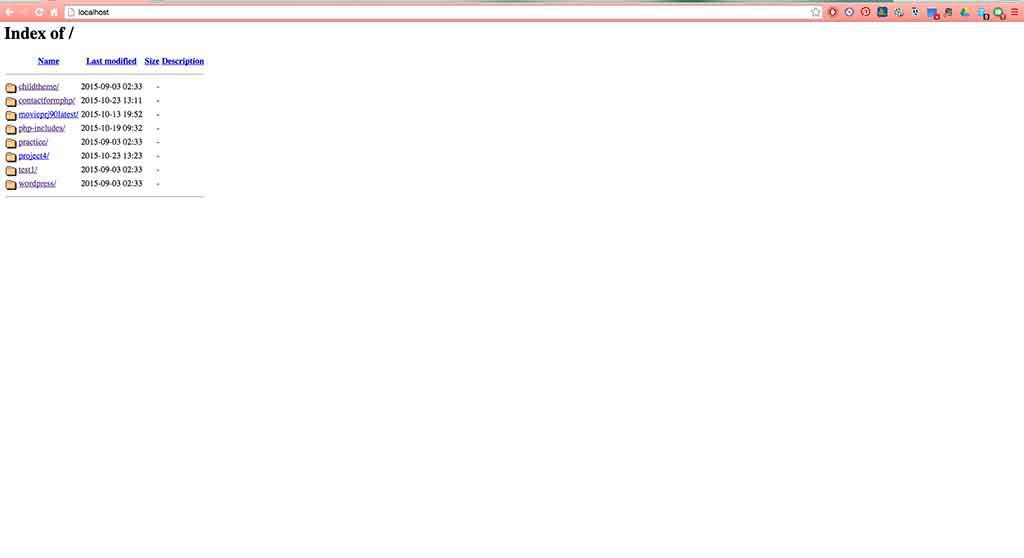 localhost
Index of /
Name Last modified Size Description
childtheme/ 2015-09-03 02:33 -
contactformphp/ 2015-10-23 13:11 -
movieprj90latest/ 2015-10-13 19:52 -
php-includes/ 2015-10-19 09:32 -
practice/ 2015-09-03 02:33 -
project4/ 2015-10-23 13:23 -
test1/ 2015-09-03 02:33 -
wordpress/ 2015-09-03 02:33 -